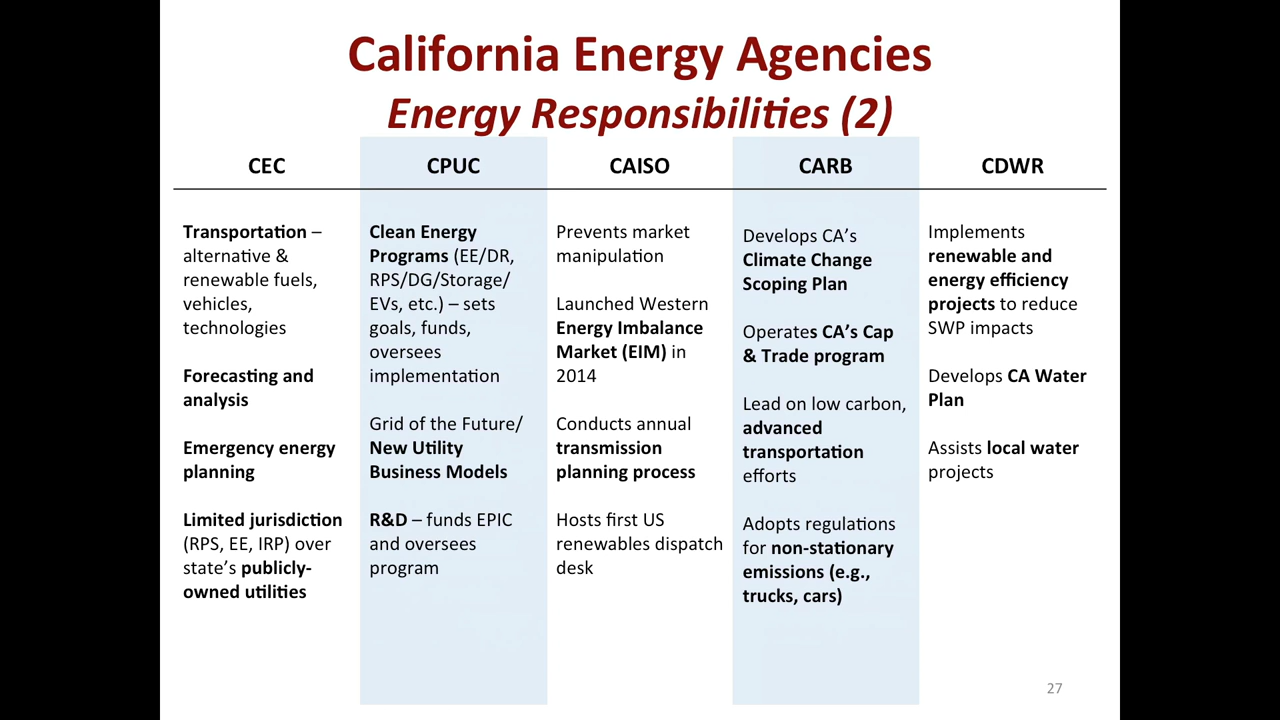 California Energy Agencies
Energy Responsibilities (2)
CEC
CPUC
CAISO
CARB
CDWR
Transportation –
alternative &
renewable fuels,
vehicles,
technologies
Forecasting and
analysis
Emergency energy
planning
Limited jurisdiction
(RPS, EE, IRP) over
state’s publicly-
owned utilities
Clean Energy
Programs (EE/DR,
RPS/DG/Storage/
EVs, etc.) – sets
goals, funds,
oversees
implementation
Grid of the Future/
New Utility
Business Models
R&D – funds EPIC
and oversees
program
Prevents market
manipulation
Launched Western
Energy Imbalance
Market (EIM) in
2014
Conducts annual
transmission
planning process
Hosts first US
renewables dispatch
desk
Develops CA’s
Climate Change
Scoping Plan
Operates CA’s Cap
& Trade program
Lead on low carbon,
advanced
transportation
efforts
Adopts regulations
for non-stationary
emissions (e.g.,
trucks, cars)
Implements
renewable and
energy efficiency
projects to reduce
SWP impacts
Develops CA Water
Plan
Assists local water
projects
27